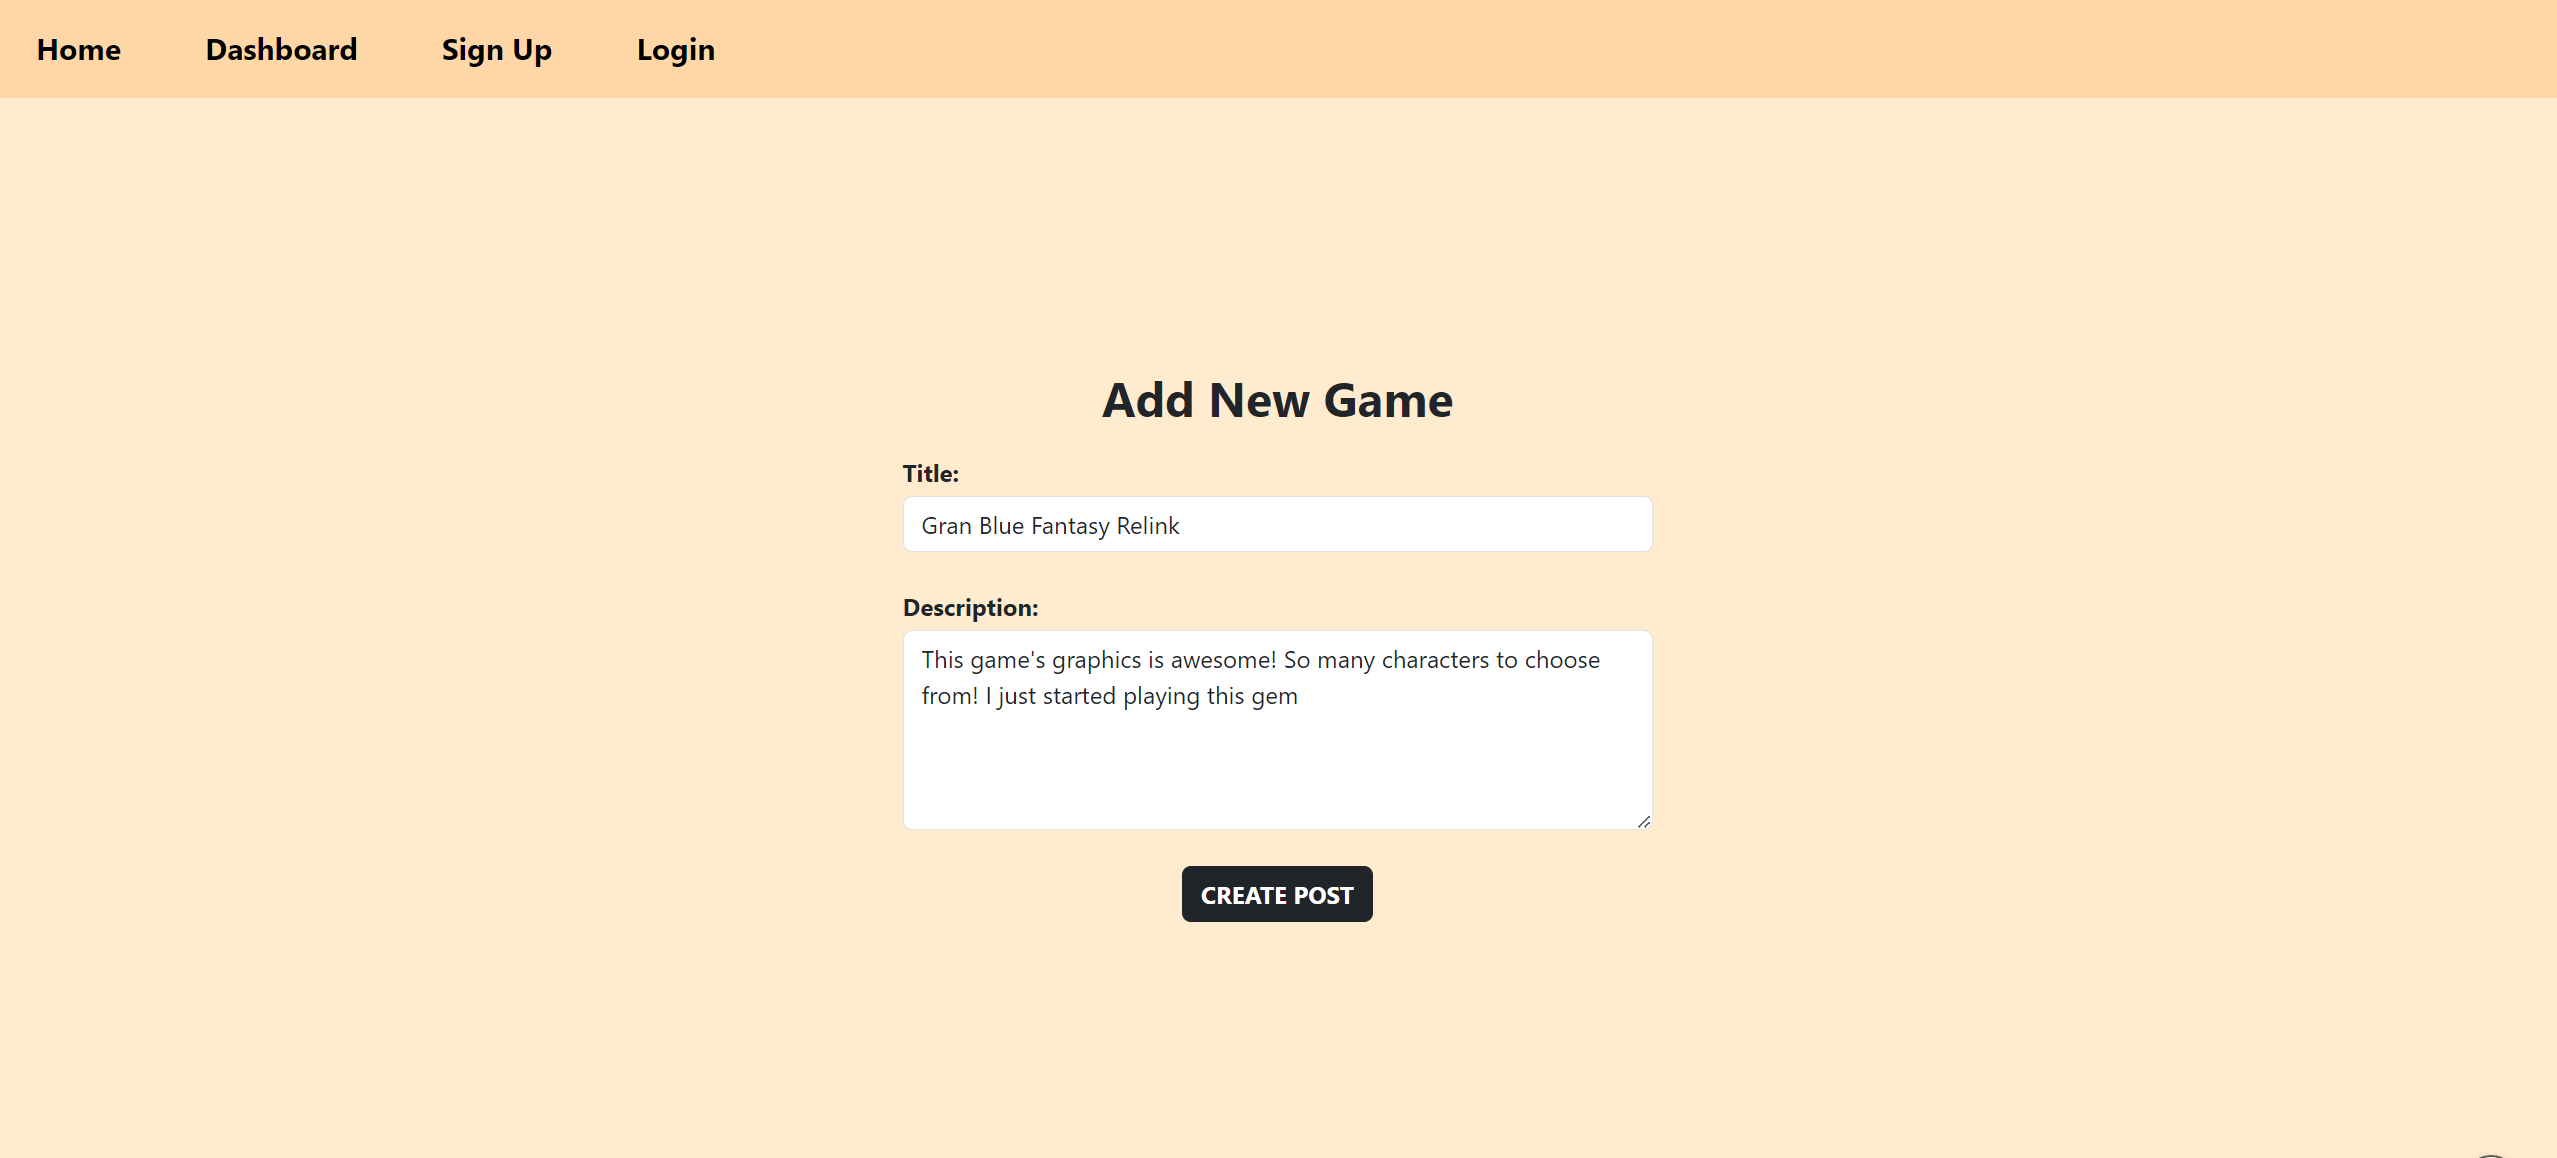 Home Dashboard Sign Up Login
Add New Game
Title:
Gran Blue Fantasy Relink
Description:
This game's graphics is awesome! So many characters to choose
from! I just started playing this gem
CREATE POST